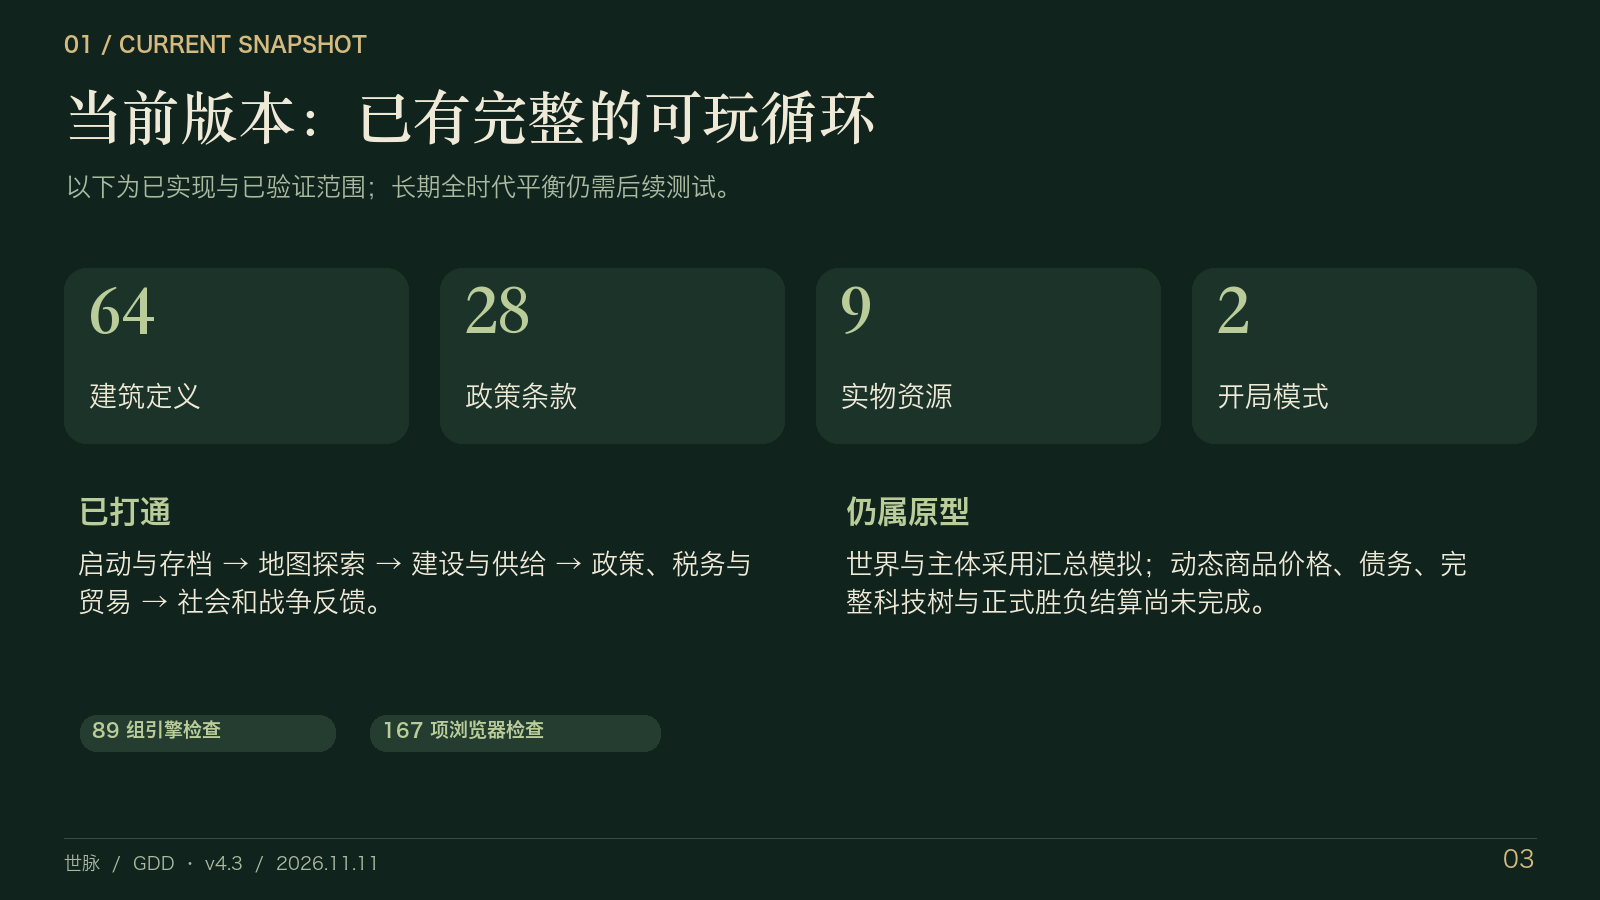 01 / CURRENT SNAPSHOT
当前版本：已有完整的可玩循环
以下为已实现与已验证范围；长期全时代平衡仍需后续测试。
64
建筑定义
28
政策条款
9
实物资源
2
开局模式
已打通
启动与存档 → 地图探索 → 建设与供给 → 政策、税务与
贸易 → 社会和战争反馈。
仍属原型
世界与主体采用汇总模拟；动态商品价格、债务、完
整科技树与正式胜负结算尚未完成。
89 组引擎检查
167 项浏览器检查
世脉 / GDD · v4.3 / 2026.11.11
03